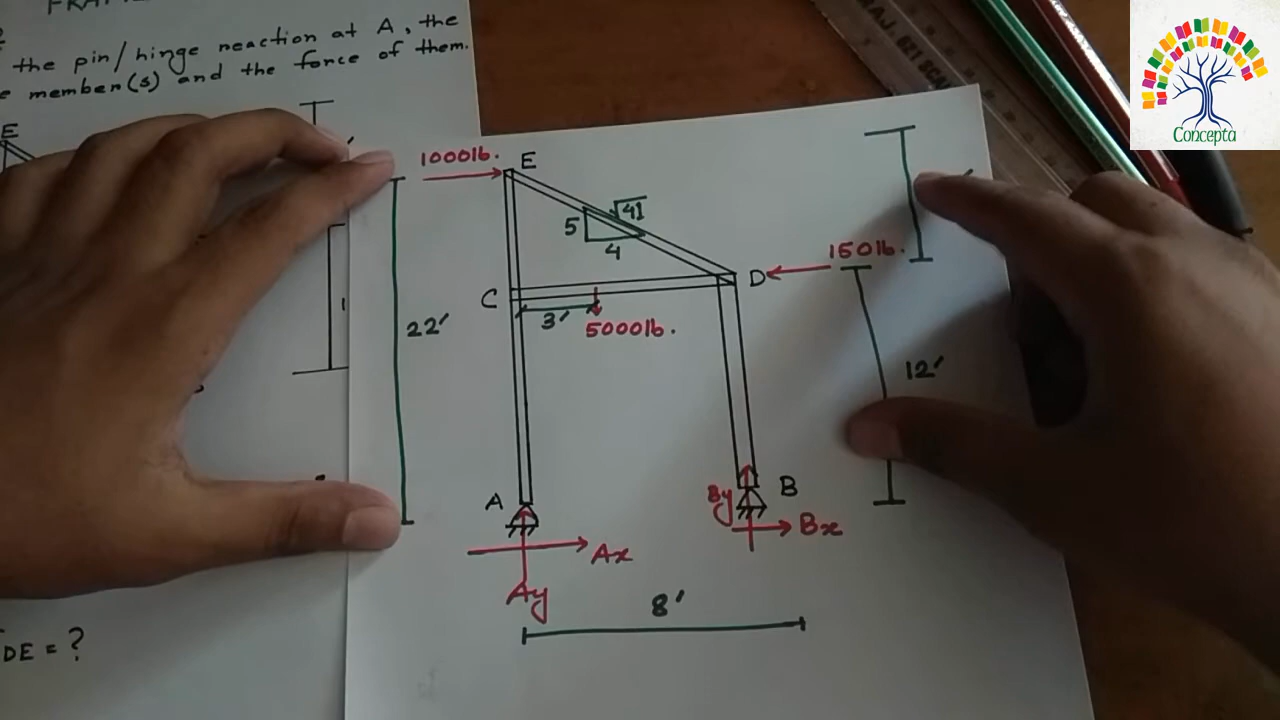 the pin/hinge reaction at A, the
member(s) and the force of them.
E
1000lb.
E
√41
5
4
150lb.
D
C
3'
5000lb.
22'
12'
A
By
B
Bx
Ax
Ay
8'
DE = ?
Concepta